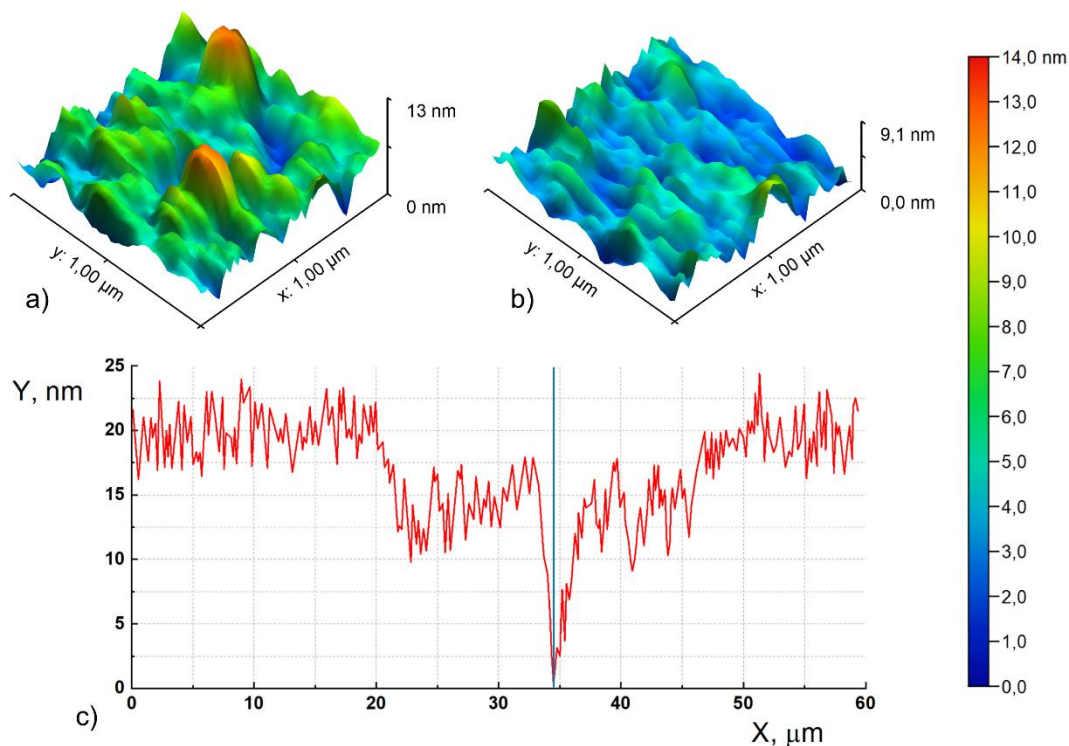 13 nm
0 nm
y: 1,00 µm
x: 1,00 µm
a)
9,1 nm
0,0 nm
y: 1,00 µm
x: 1,00 µm
b)
14,0 nm
13,0
12,0
11,0
10,0
9,0
8,0
7,0
6,0
5,0
4,0
3,0
2,0
1,0
0,0
Y, nm
25
20
15
10
5
0
0 10 20 30 40 50 60
c)
X, µm